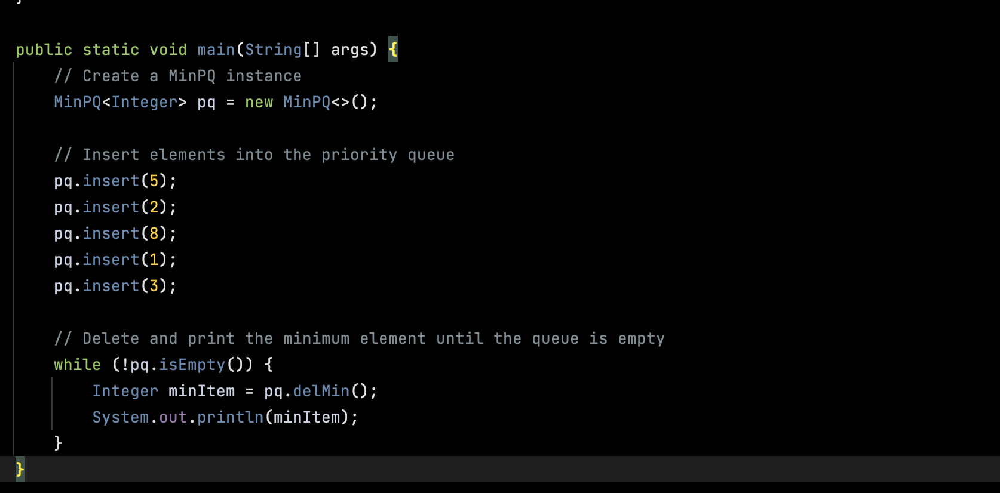 }
public static void main(String[] args) {
    // Create a MinPQ instance
    MinPQ<Integer> pq = new MinPQ<>();
    // Insert elements into the priority queue
    pq.insert(5);
    pq.insert(2);
    pq.insert(8);
    pq.insert(1);
    pq.insert(3);
    // Delete and print the minimum element until the queue is empty
    while (!pq.isEmpty()) {
        Integer minItem = pq.delMin();
        System.out.println(minItem);
    }
}